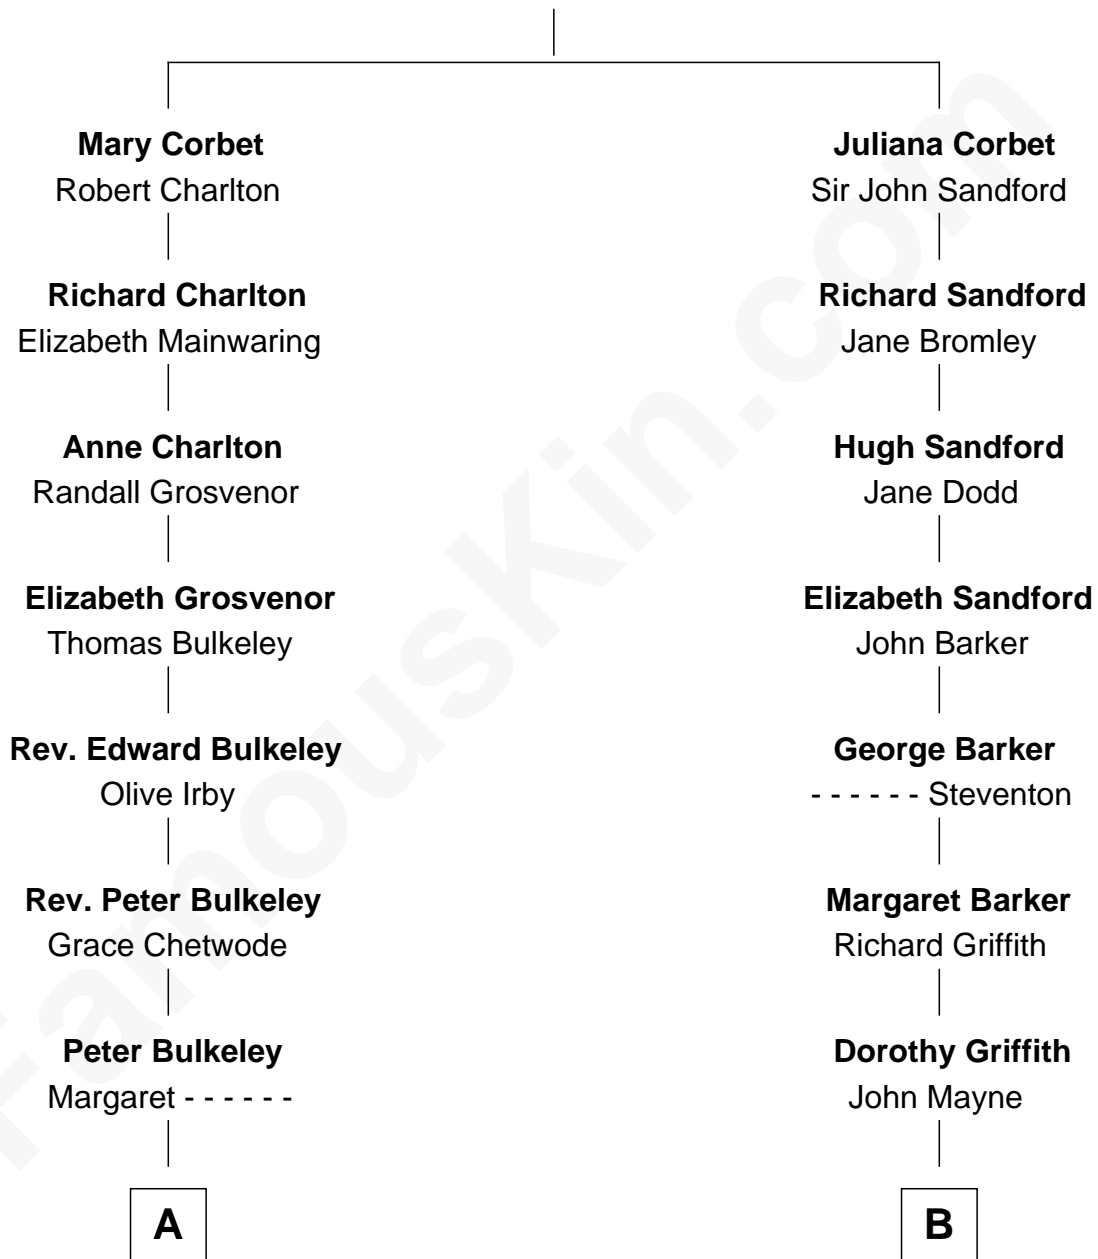 Mary Corbet
Robert Charlton
Richard Charlton
Elizabeth Mainwaring
Anne Charlton
Randall Grosvenor
Elizabeth Grosvenor
Thomas Bulkeley
Rev. Edward Bulkeley
Olive Irby
Rev. Peter Bulkeley
Grace Chetwode
Peter Bulkeley
Margaret - - - - - -
A
Juliana Corbet
Sir John Sandford
Richard Sandford
Jane Bromley
Hugh Sandford
Jane Dodd
Elizabeth Sandford
John Barker
George Barker
- - - - - - Steventon
Margaret Barker
Richard Griffith
Dorothy Griffith
John Mayne
B
FamousKin.com